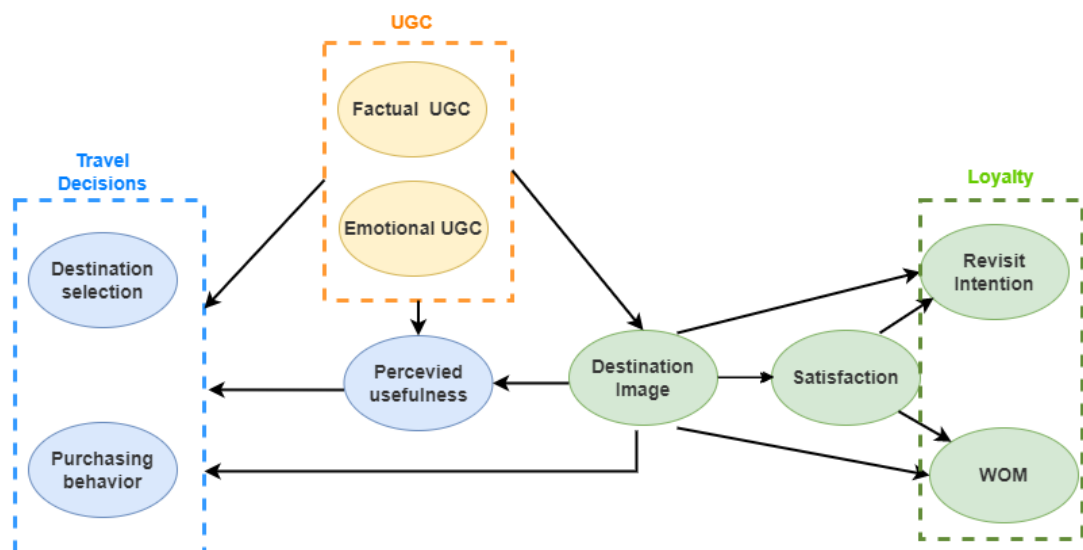 UGC
Factual UGC
Emotional UGC
Travel
Decisions
Destination
selection
Purchasing
behavior
Percevied
usefulness
Destination
Image
Satisfaction
Loyalty
Revisit
Intention
WOM